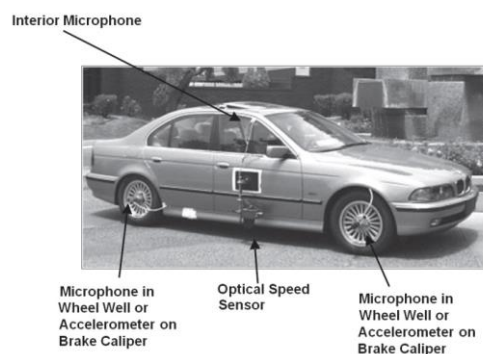 Interior Microphone
Microphone in
Wheel Well or
Accelerometer on
Brake Caliper
Optical Speed
Sensor
Microphone in
Wheel Well or
Accelerometer on
Brake Caliper